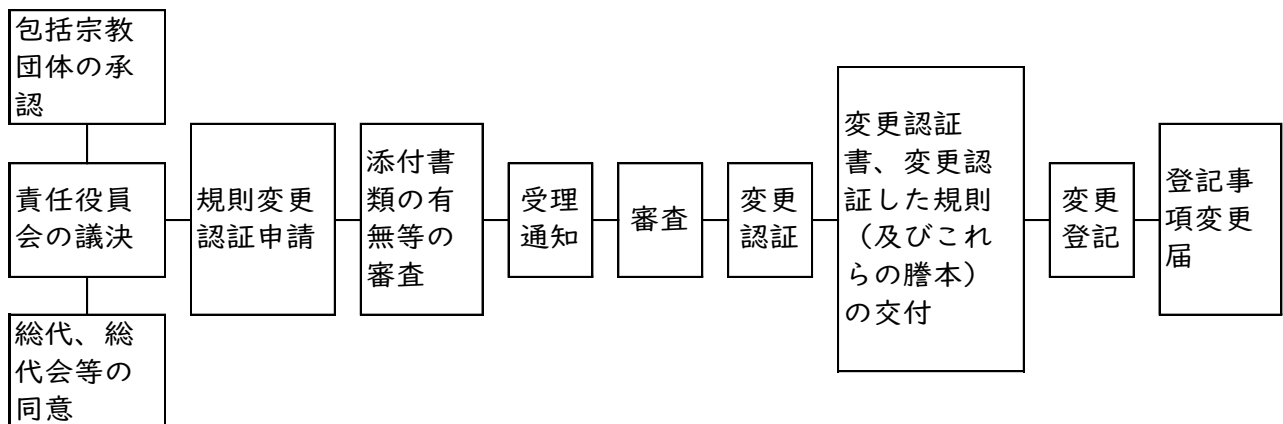 包括宗教
団体の承
認
責任役員
会の議決
総代、総
代会等の
同意
規則変更
認証申請
添付書
類の有
無等の
審査
受理
通知
審査
変更
認証
変更認証
書、変更認
証した規則
（及びこれ
らの謄本）
の交付
変更
登記
登記事
項変更
届